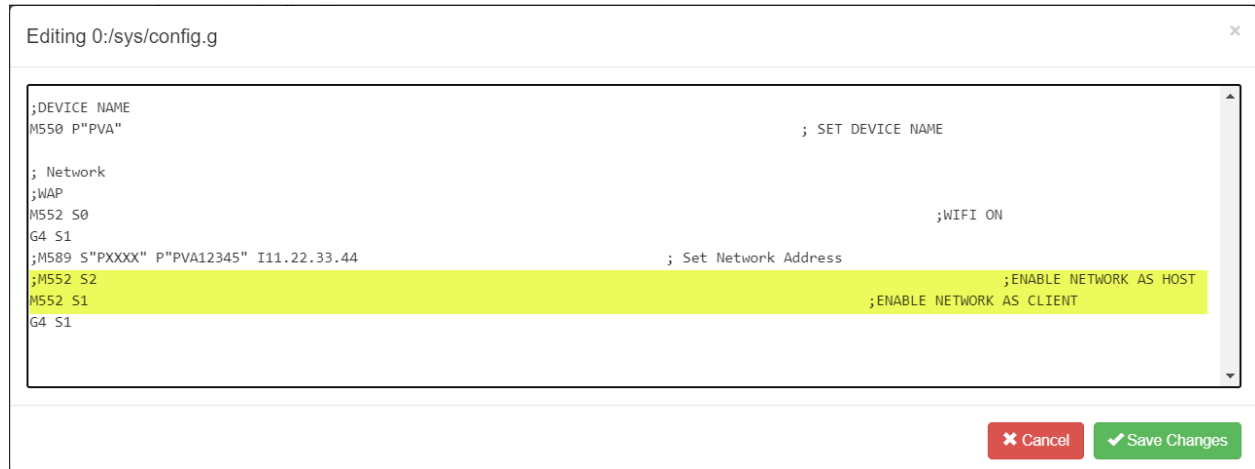 Editing 0:/sys/config.g
×
;DEVICE NAME
M550 P"PVA" ; SET DEVICE NAME
; Network
;WAP
M552 S0 ;WIFI ON
G4 S1
;M589 S"PXXXX" P"PVA12345" I11.22.33.44 ; Set Network Address
;M552 S2 ;ENABLE NETWORK AS HOST
M552 S1 ;ENABLE NETWORK AS CLIENT
G4 S1
✖ Cancel ✔ Save Changes